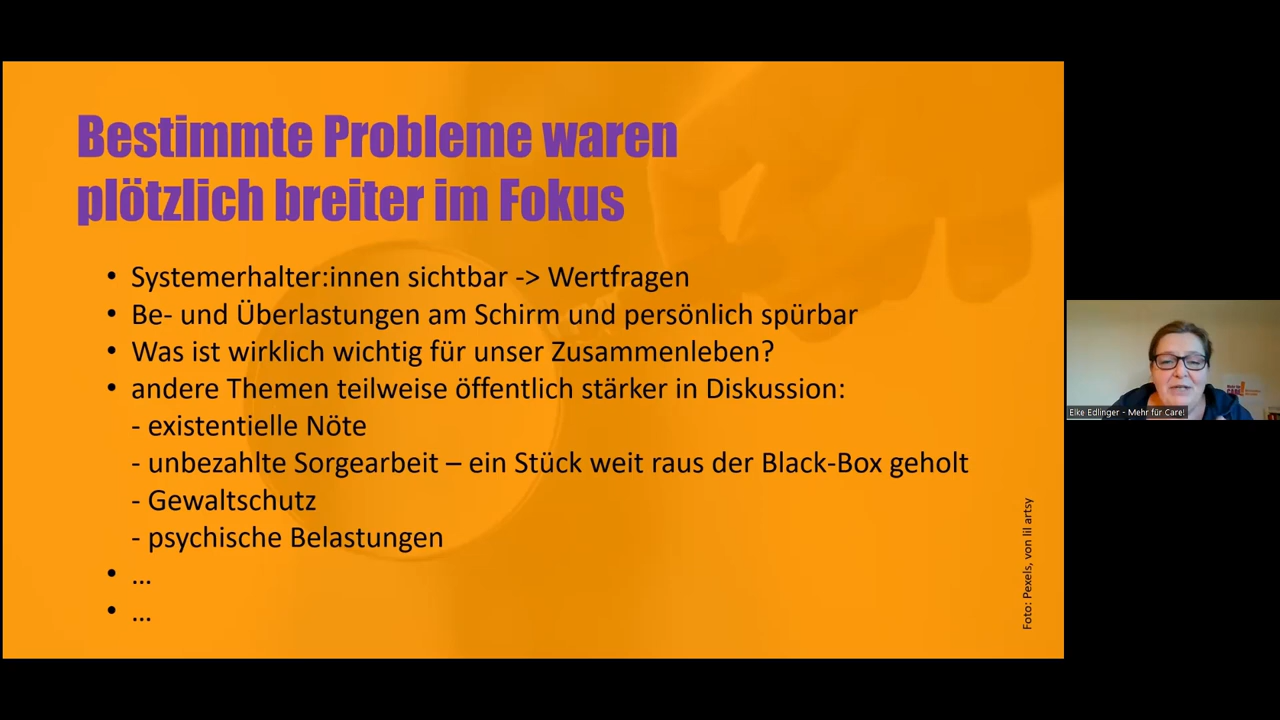 Bestimmte Probleme waren
plötzlich breiter im Fokus
• Systemerhalter:innen sichtbar -> Wertfragen
• Be- und Überlastungen am Schirm und persönlich spürbar
• Was ist wirklich wichtig für unser Zusammenleben?
• andere Themen teilweise öffentlich stärker in Diskussion:
- existentielle Nöte
- unbezahlte Sorgearbeit – ein Stück weit raus der Black-Box geholt
- Gewaltschutz
- psychische Belastungen
• ...
• ...
Foto: Pexels, von lil artsy
Elke Edlinger - Mehr für Care!